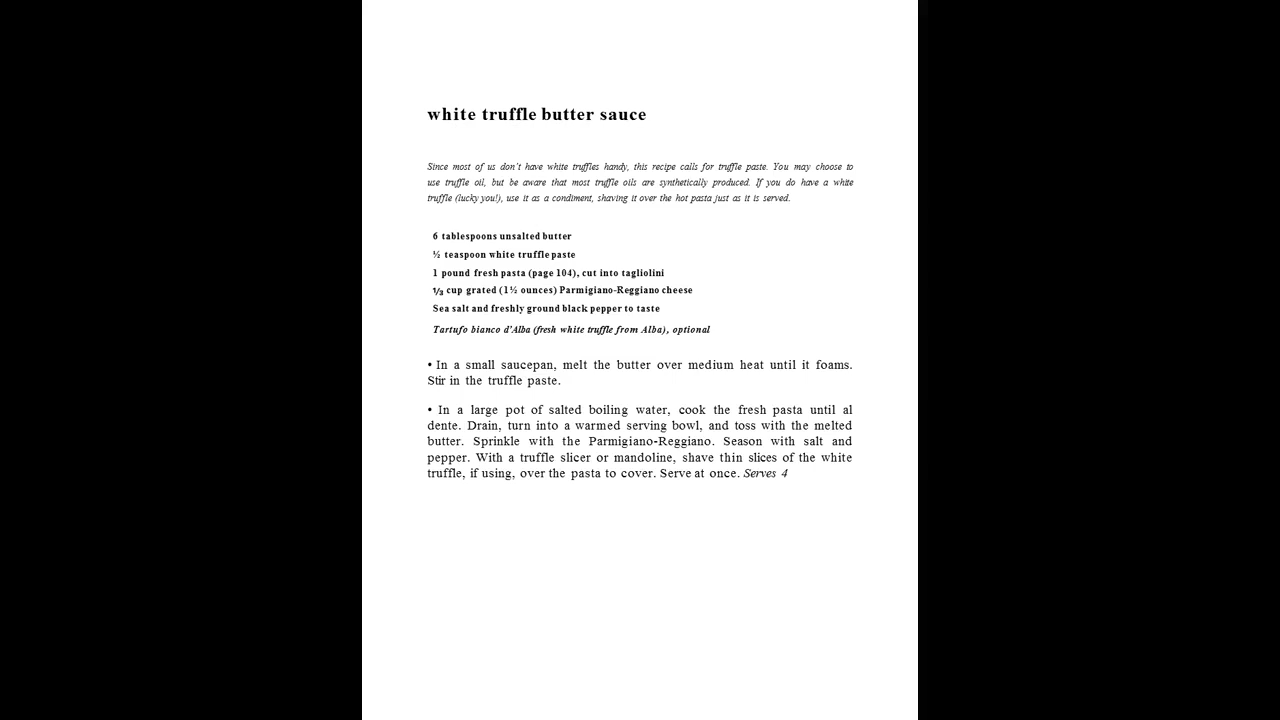 white truffle butter sauce
Since most of us don't have white truffles handy, this recipe calls for truffle paste. You may choose to
use truffle oil, but be aware that most truffle oils are synthetically produced. If you do have a white
truffle (lucky you!), use it as a condiment, shaving it over the hot pasta just as it is served.
6 tablespoons unsalted butter
½ teaspoon white truffle paste
1 pound fresh pasta (page 104), cut into tagliolini
⅓ cup grated (1½ ounces) Parmigiano-Reggiano cheese
Sea salt and freshly ground black pepper to taste
Tartufo bianco d'Alba (fresh white truffle from Alba), optional
• In a small saucepan, melt the butter over medium heat until it foams.
Stir in the truffle paste.
• In a large pot of salted boiling water, cook the fresh pasta until al
dente. Drain, turn into a warmed serving bowl, and toss with the melted
butter. Sprinkle with the Parmigiano-Reggiano. Season with salt and
pepper. With a truffle slicer or mandoline, shave thin slices of the white
truffle, if using, over the pasta to cover. Serve at once. Serves 4